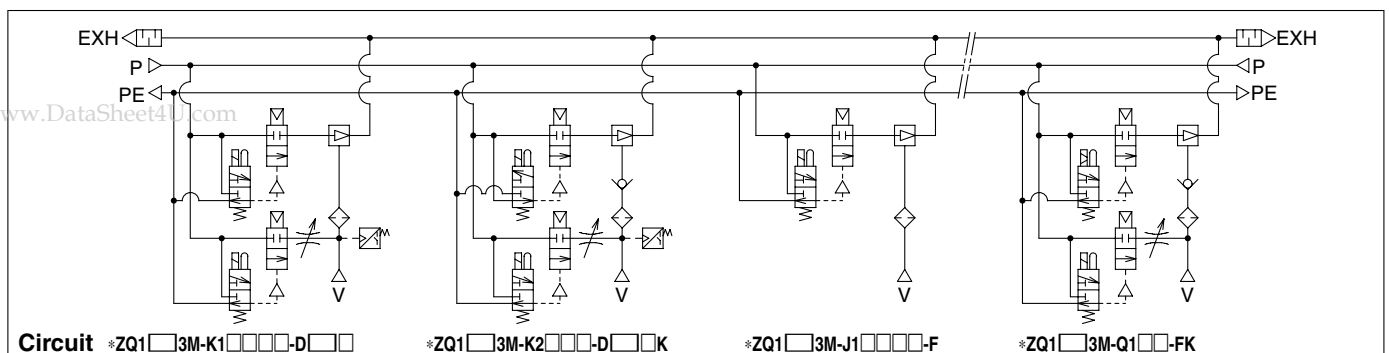 EXH EXH
P P
PE PE
www.DataSheet4U.com
V V V V
Circuit *ZQ1□3M-K1□□□□-D□□□ *ZQ1□3M-K2□□□-D□□K *ZQ1□3M-J1□□□□-F *ZQ1□3M-Q1□□-FK